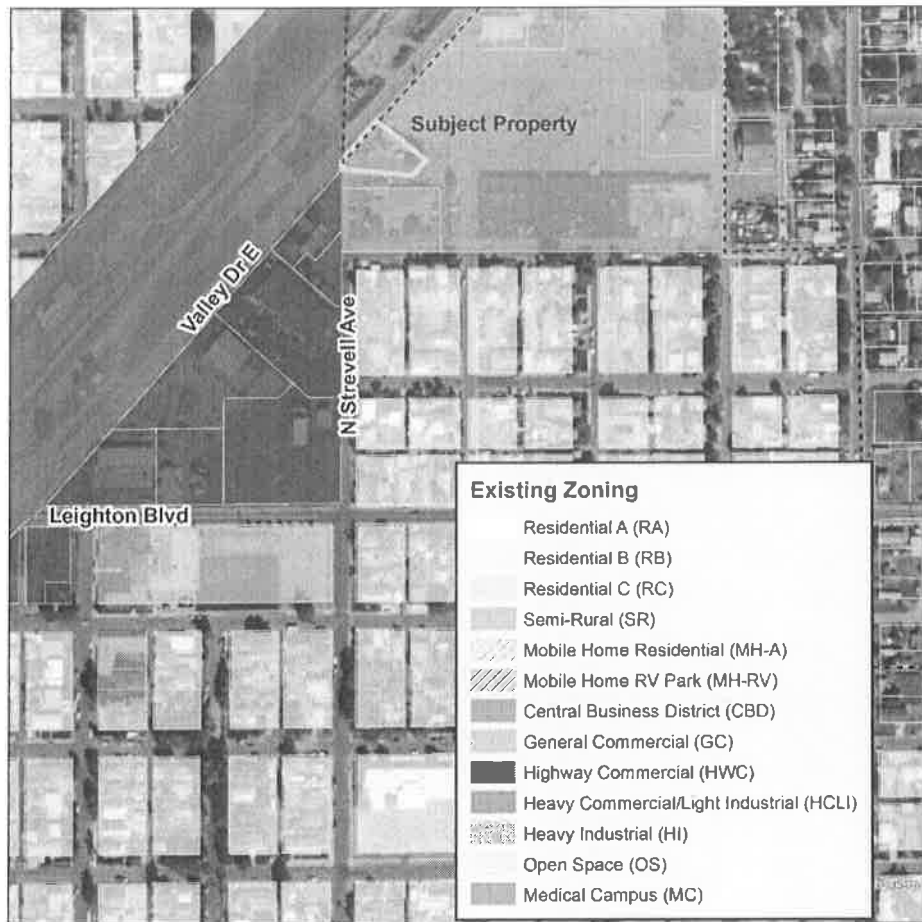 Subject Property
Valley Dr E
N Strevell Ave
Leighton Blvd
Existing Zoning
Residential A (RA)
Residential B (RB)
Residential C (RC)
Semi-Rural (SR)
Mobile Home Residential (MH-A)
Mobile Home RV Park (MH-RV)
Central Business District (CBD)
General Commercial (GC)
Highway Commercial (HWC)
Heavy Commercial/Light Industrial (HCLI)
Heavy Industrial (HI)
Open Space (OS)
Medical Campus (MC)